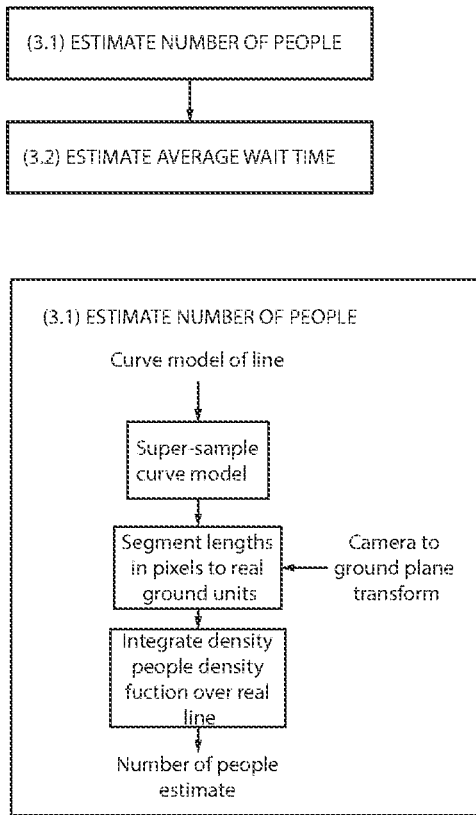 (3.1) ESTIMATE NUMBER OF PEOPLE
(3.2) ESTIMATE AVERAGE WAIT TIME
(3.1) ESTIMATE NUMBER OF PEOPLE
Curve model of line
Super-sample
curve model
Segment lengths
in pixels to real
ground units
Camera to
ground plane
transform
Integrate density
people density
fuction over real
line
Number of people
estimate